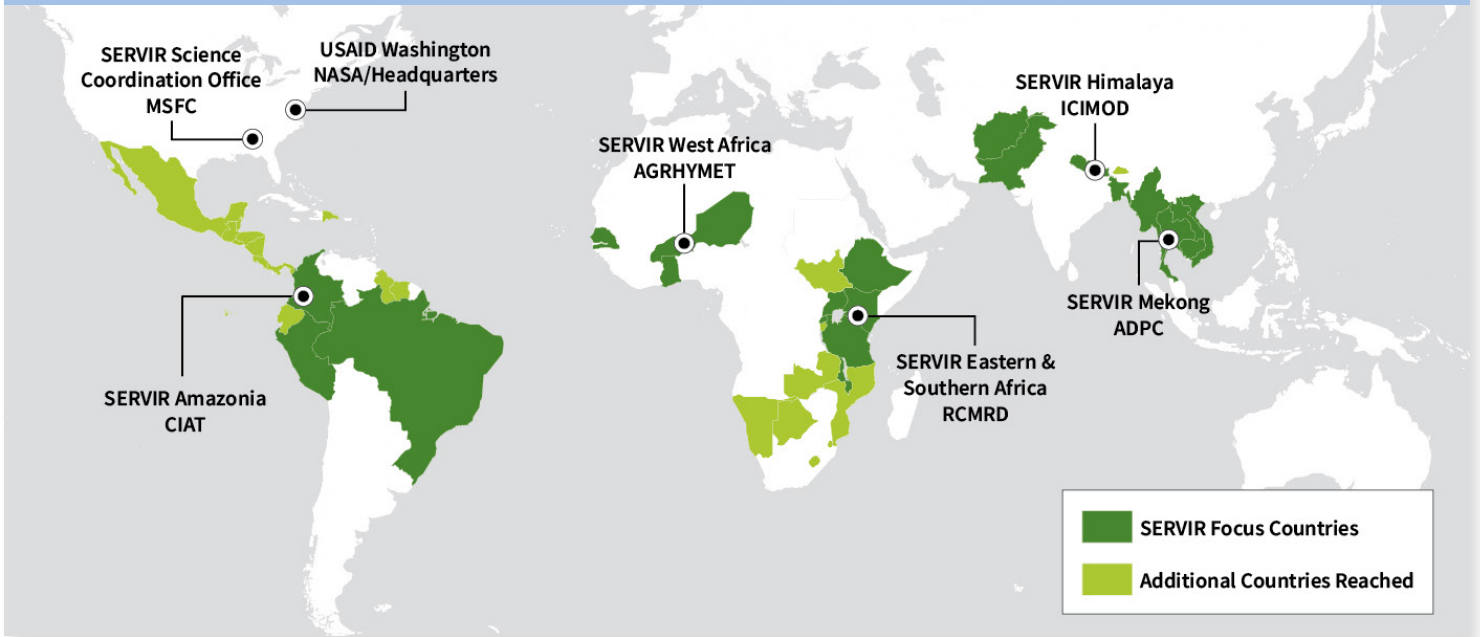 SERVIR Science
Coordination Office
MSFC
USAID Washington
NASA/Headquarters
SERVIR West Africa
AGRHYMET
SERVIR Himalaya
ICIMOD
SERVIR Mekong
ADPC
SERVIR Eastern &
Southern Africa
RCMRD
SERVIR Amazonia
CIAT
SERVIR Focus Countries
Additional Countries Reached